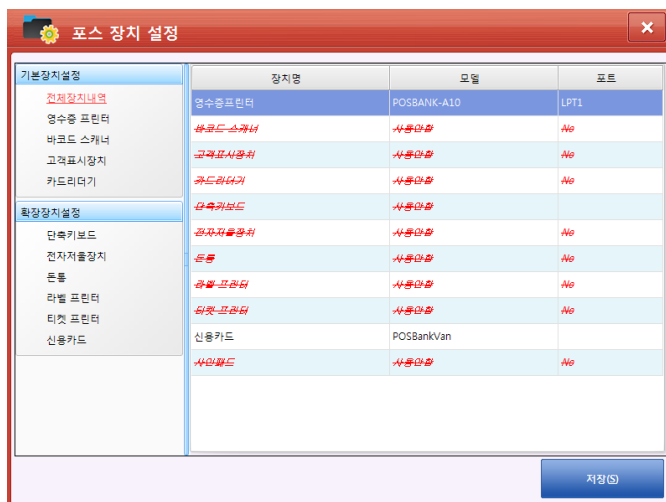 포스 장치 설정
기본장치설정
전체장치내역
영수증 프린터
바코드 스캐너
고객표시장치
카드리더기
확장장치설정
단축키보드
전자저울장치
돈통
라벨 프린터
티켓 프린터
신용카드
장치명 모델 포트
영수증프린터 POSBANK-A10 LPT1
바코드 스캐너 사용안함 No
고객표시장치 사용안함 No
카드리더기 사용안함 No
단축키보드 사용안함
전자저울장치 사용안함 No
돈통 사용안함 No
라벨 프린터 사용안함 No
티켓 프린터 사용안함 No
신용카드 POSBankVan
사인패드 사용안함 No
저장(S)